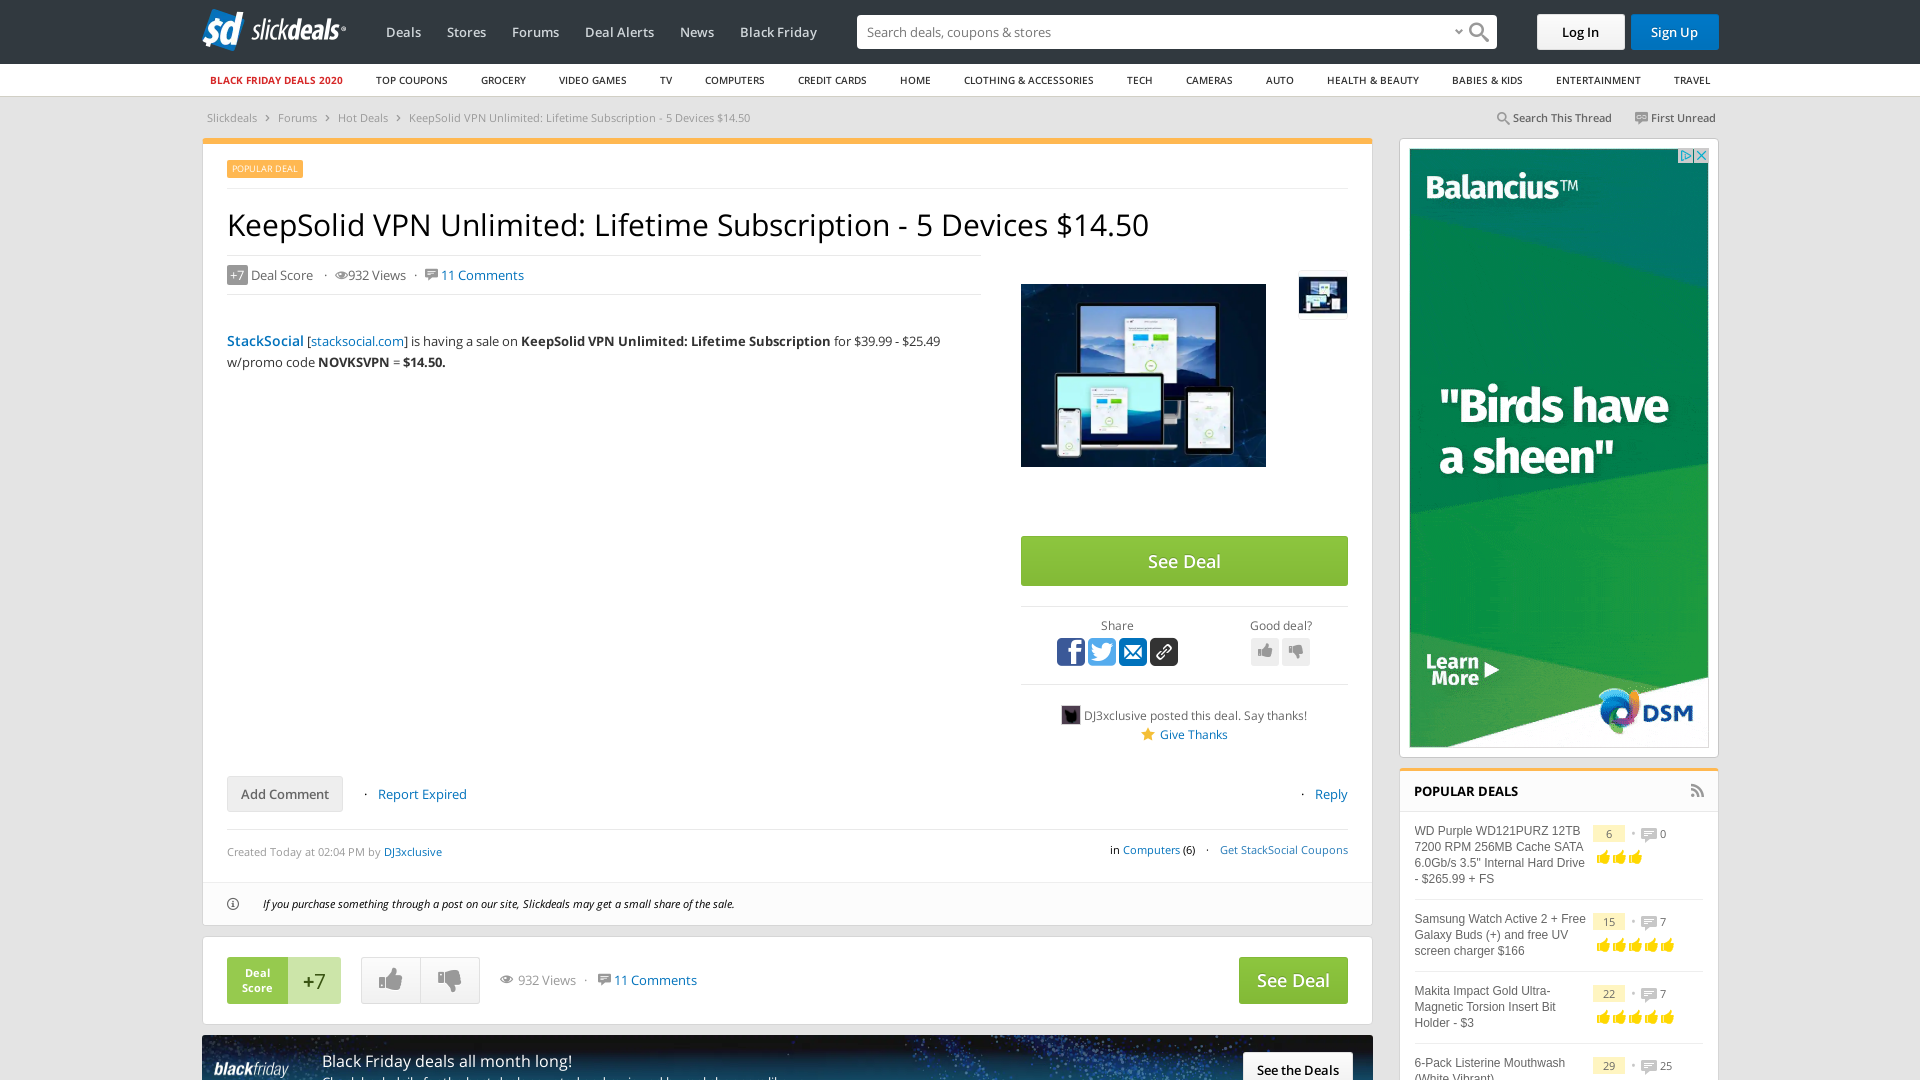 slickdeals
Deals
Stores
Forums
Deal Alerts
News
Black Friday
Search deals, coupons & search
Log In
Sign Up
BLACK FRIDAY DEALS 2020
TOP COUPONS
GROCERY
VIDEO GAMES
TV
COMPUTERS
CREDIT CARDS
HOME
CLOTHING & ACCESSORIES
TECH
CAMERAS
AUTO
HEALTH & BEAUTY
BABIES & KIDS
ENTERTAINMENT
TRAVEL
Slickdeals > Forums > Hot Deals > KeepSolid VPN Unlimited: Lifetime Subscription - 5 Devices $14.50
Search This Thread
First Unread
POPULAR DEAL
KeepSolid VPN Unlimited: Lifetime Subscription - 5 Devices $14.50
+7 Deal Score · 932 Views · 11 Comments
StackSocial [stacksocial.com] is having a sale on KeepSolid VPN Unlimited: Lifetime Subscription for $39.99 - $25.49
w/promo code NOVKSVPN = $14.50.
See Deal
Share
Good deal?
DJ3xclusive posted this deal. Say thanks!
Give Thanks
Add Comment · Report Expired
· Reply
Created Today at 02:04 PM by DJ3xclusive
in Computers (6) · Get StackSocial Coupons
If you purchase something through a post on our site, Slickdeals may get a small share of the sale.
Deal
Score
+7
932 Views · 11 Comments
See Deal
blackfriday
Black Friday deals all month long!
See the Deals
Balancius™
"Birds have
a sheen"
Learn
More
DSM
POPULAR DEALS
WD Purple WD121PURZ 12TB
7200 RPM 256MB Cache SATA
6.0Gb/s 3.5" Internal Hard Drive
- $265.99 + FS
6 • 0
Samsung Watch Active 2 + Free
Galaxy Buds (+) and free UV
screen charger $166
15 • 7
Makita Impact Gold Ultra-
Magnetic Torsion Insert Bit
Holder - $3
22 • 7
6-Pack Listerine Mouthwash
(White Vibrant)
29 • 25